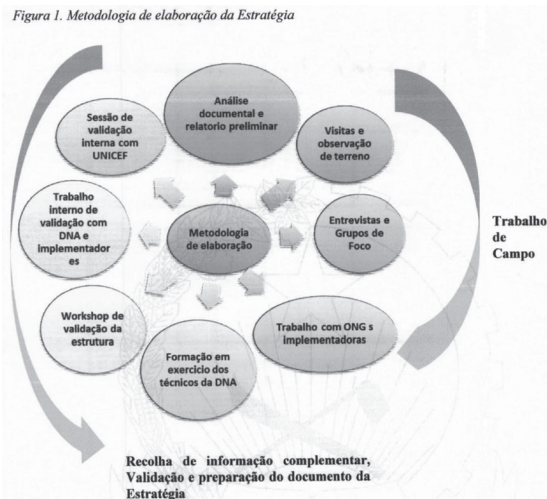 Figura 1. Metodologia de elaboração da Estratégia
Análise
documental e
relatorio preliminar
Visitas e
observação
de terreno
Entrevistas e
Grupos de
Foco
Trabalho com ONG s
implementadoras
Formação em
exercicio dos
técnicos da DNA
Workshop de
validação da
estrutura
Trabalho
interno de
validação com
DNA e
implementador
es
Sessão de
validação
interna com
UNICEF
Metodologia
de elaboração
Trabalho
de
Campo
Recolha de informação complementar,
Validação e preparação do documento da
Estratégia